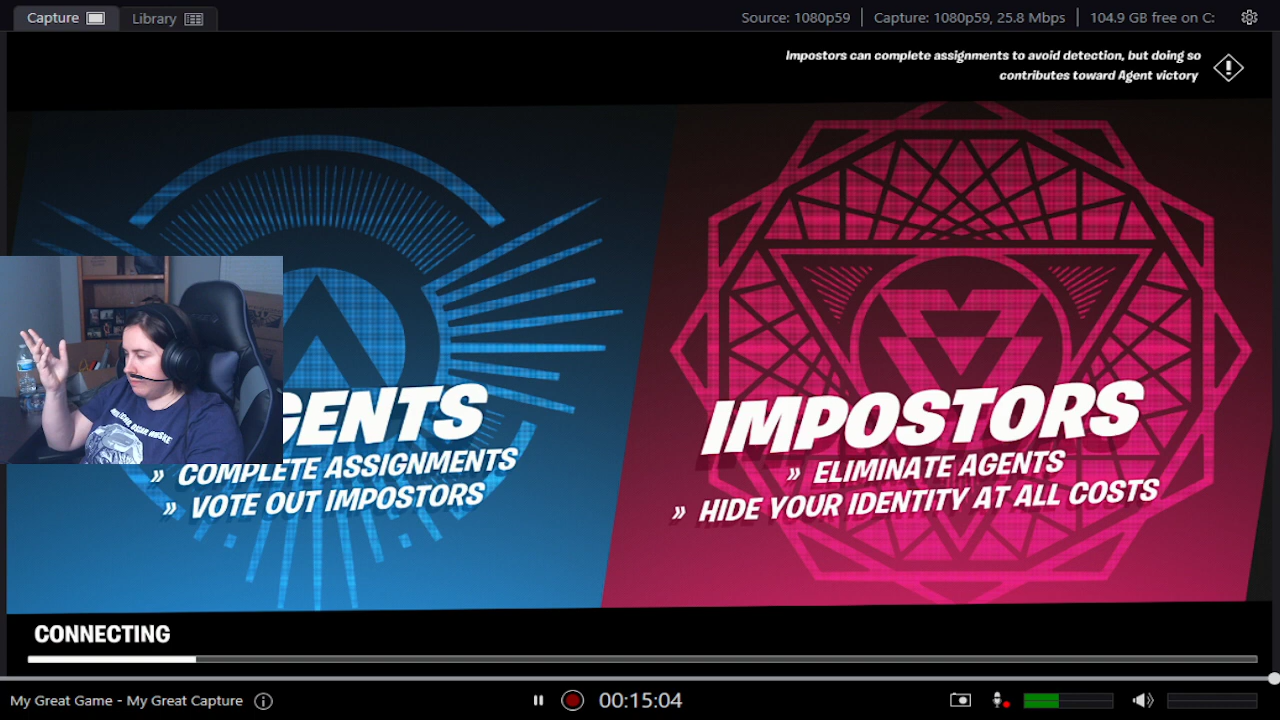 Capture
Library
Source: 1080p59
Capture: 1080p59, 25.8 Mbps
104.9 GB free on C:
Impostors can complete assignments to avoid detection, but doing so
contributes toward Agent victory
GENTS
» COMPLETE ASSIGNMENTS
» VOTE OUT IMPOSTORS
IMPOSTORS
» ELIMINATE AGENTS
» HIDE YOUR IDENTITY AT ALL COSTS
CONNECTING
My Great Game - My Great Capture
00:15:04